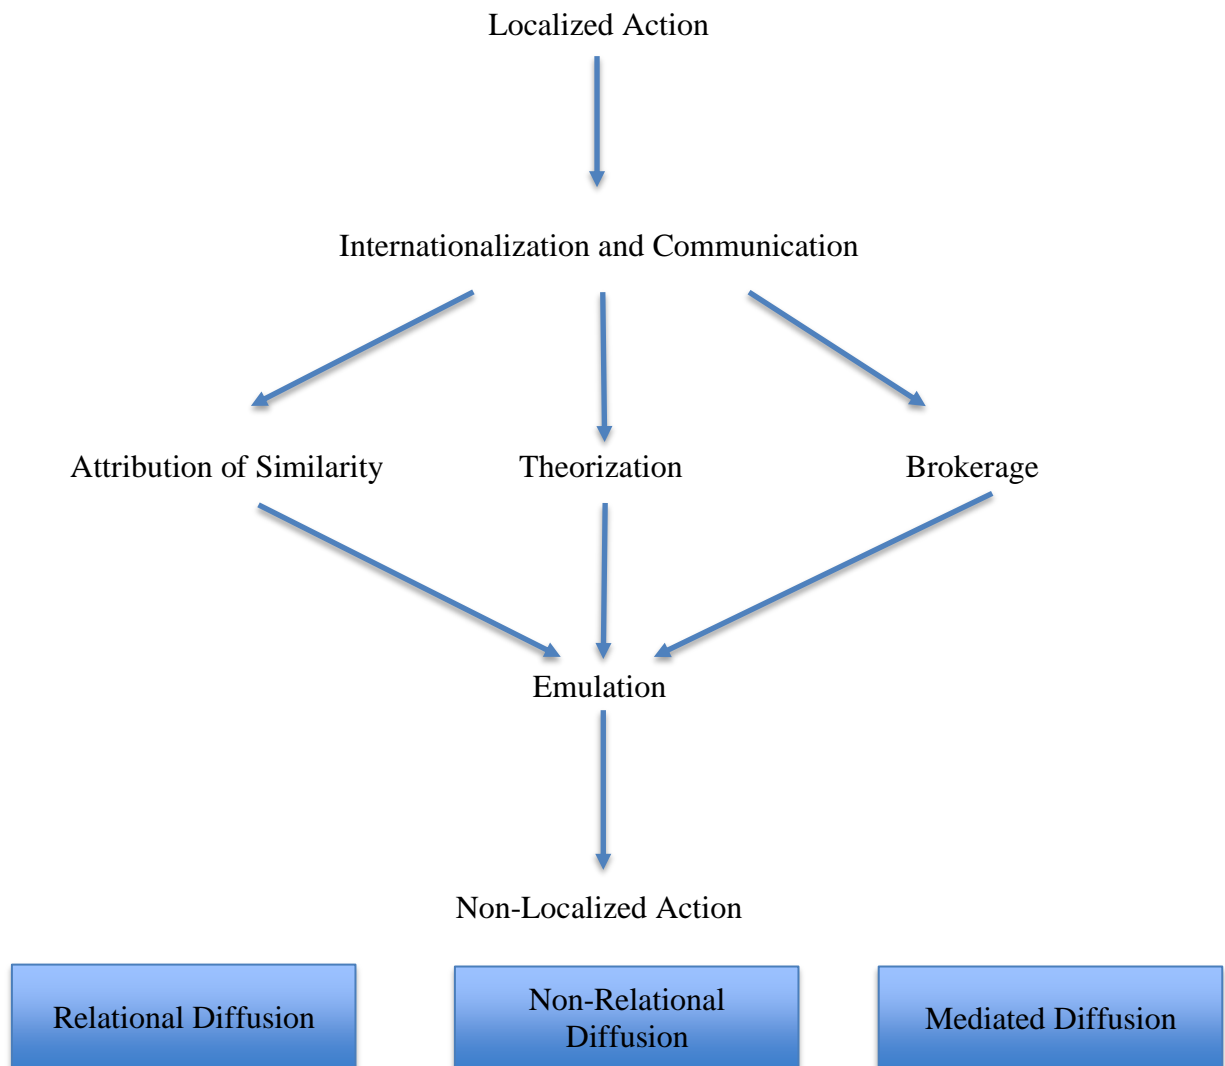 Localized Action
Internationalization and Communication
Attribution of Similarity
Theorization
Brokerage
Emulation
Non-Localized Action
Relational Diffusion
Non-Relational
Diffusion
Mediated Diffusion